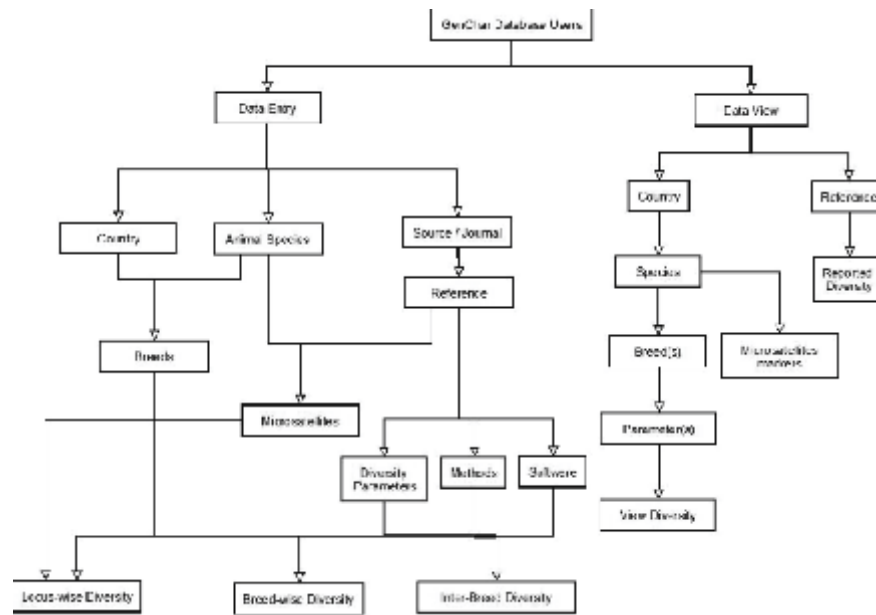 GenChar Database Users
Data Entry
Data View
Country
Animal Species
Source / Journal
Country
Reference
Reference
Species
Reported
Diversity
Breeds
Breed(s)
Microsatellites
markers
Microsatellites
Parameter(s)
Diversity
Parameters
Methods
Software
View Diversity
Locus-wise Diversity
Breed-wise Diversity
Inter-Breed Diversity